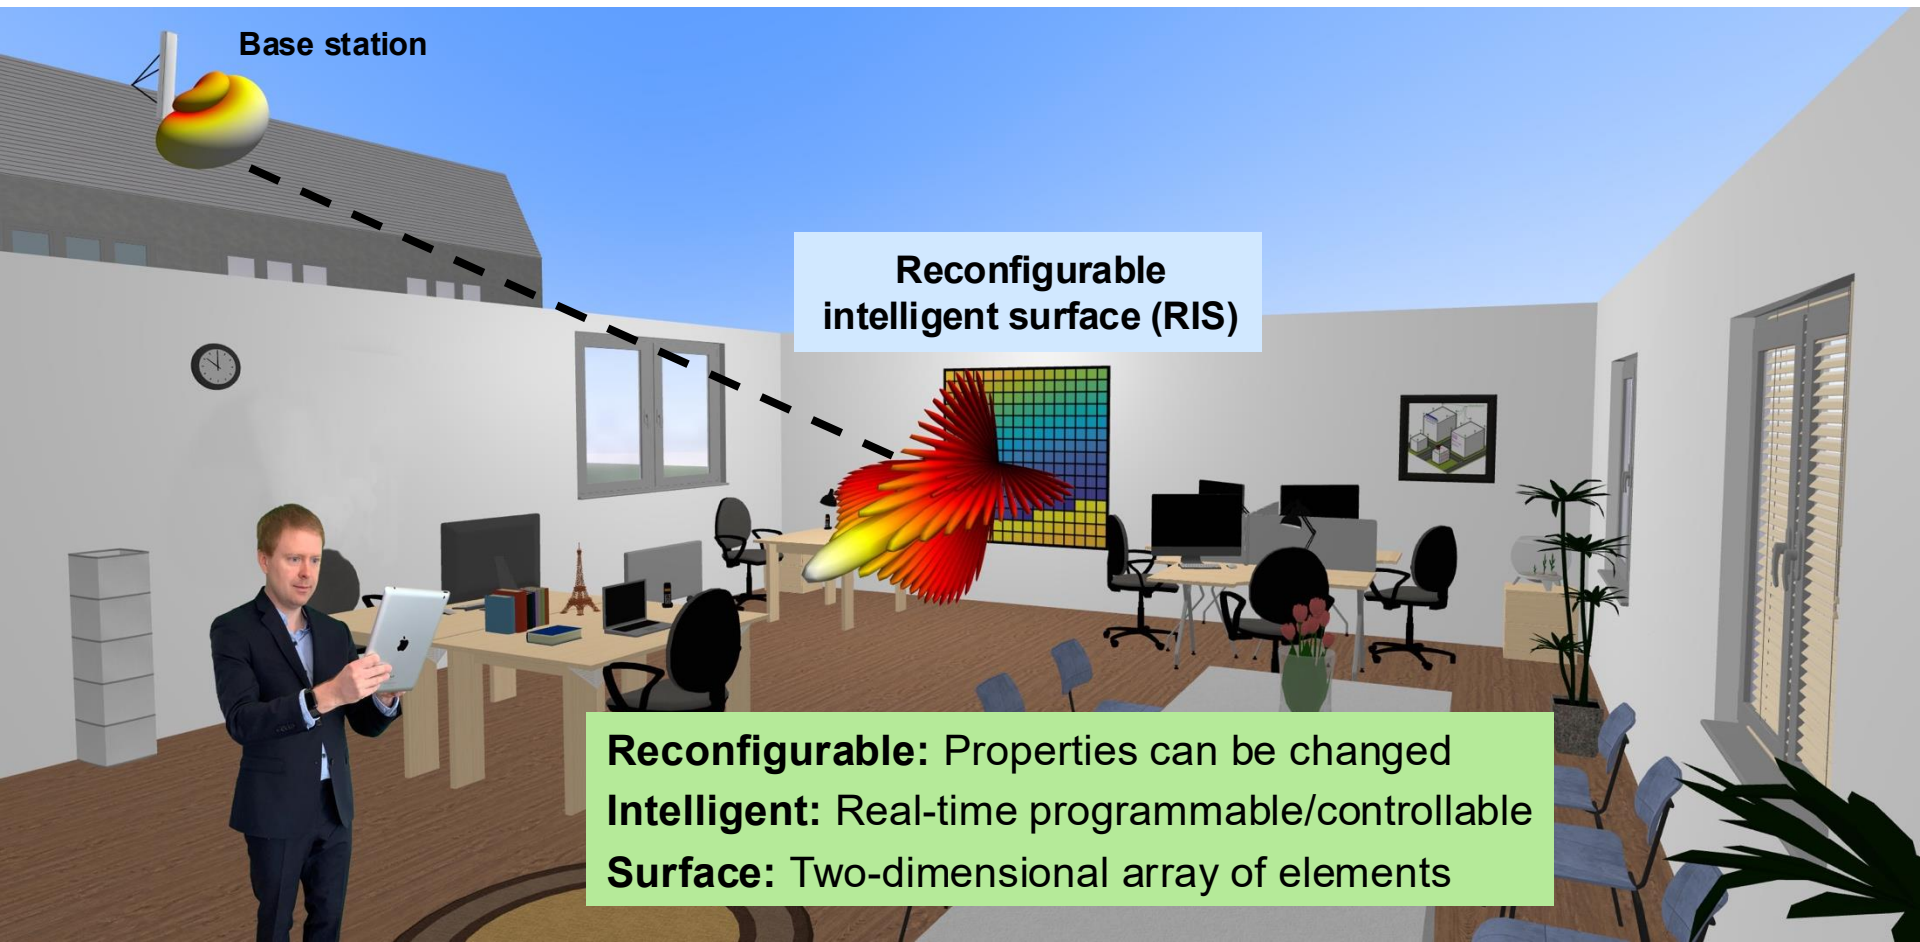 Base station
Reconfigurable
intelligent surface (RIS)
Reconfigurable: Properties can be changed
Intelligent: Real-time programmable/controllable
Surface: Two-dimensional array of elements